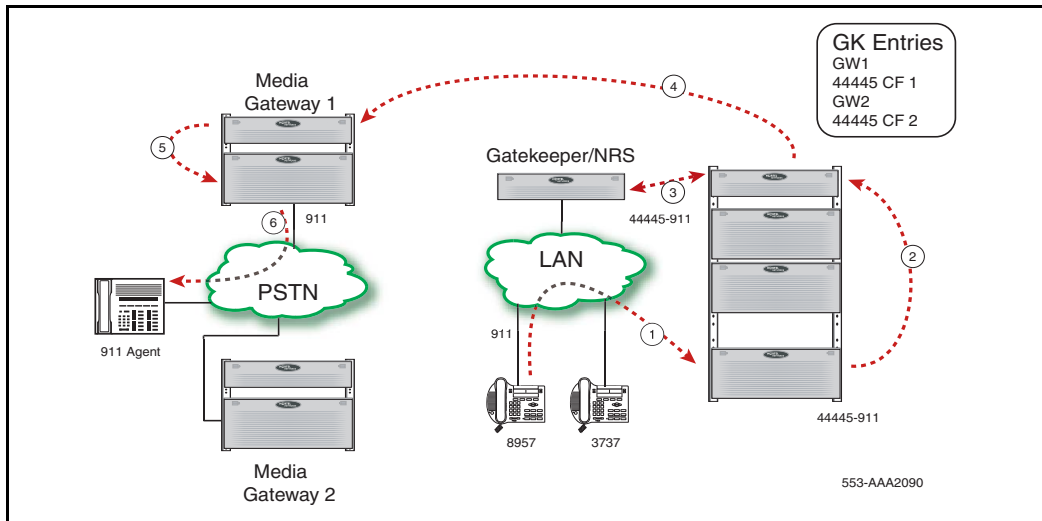 GK Entries
GW1
44445 CF 1
GW2
44445 CF 2
Media
Gateway 1
4
5
Gatekeeper/NRS
3
44445-911
6
911
2
LAN
PSTN
911
1
911 Agent
8957
3737
44445-911
Media
Gateway 2
553-AAA2090